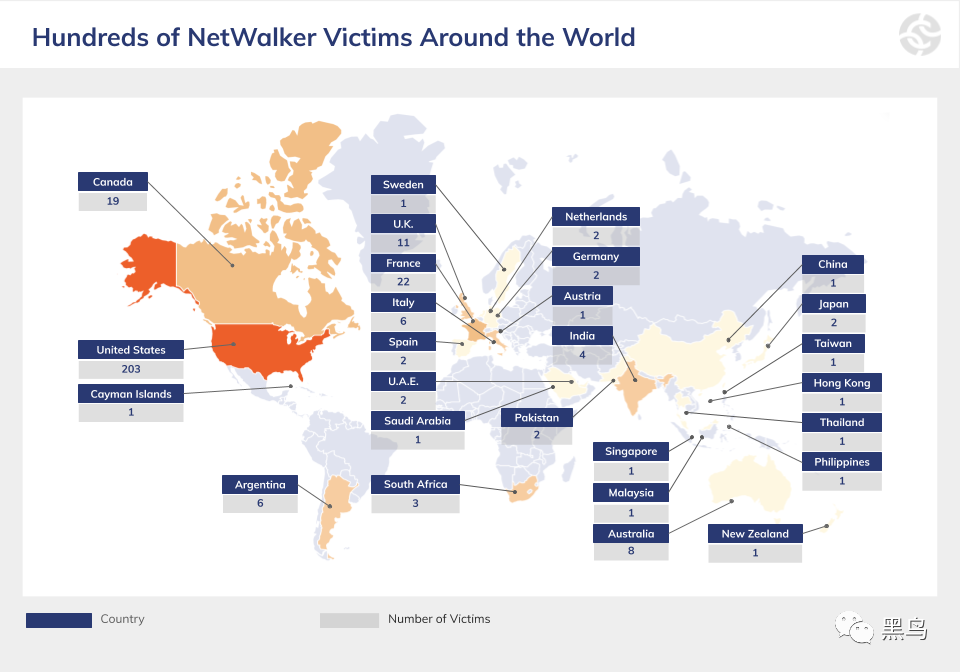 Hundreds of NetWalker Victims Around the World
Canada
19
United States
203
Cayman Islands
1
Argentina
6
Sweden
1
U.K.
11
France
22
Italy
6
Spain
2
U.A.E.
2
Saudi Arabia
1
South Africa
3
Netherlands
2
Germany
2
Austria
1
India
4
Pakistan
2
Singapore
1
Malaysia
1
Australia
8
China
1
Japan
2
Taiwan
1
Hong Kong
1
Thailand
1
Philippines
1
New Zealand
1
Country
Number of Victims
黑鸟